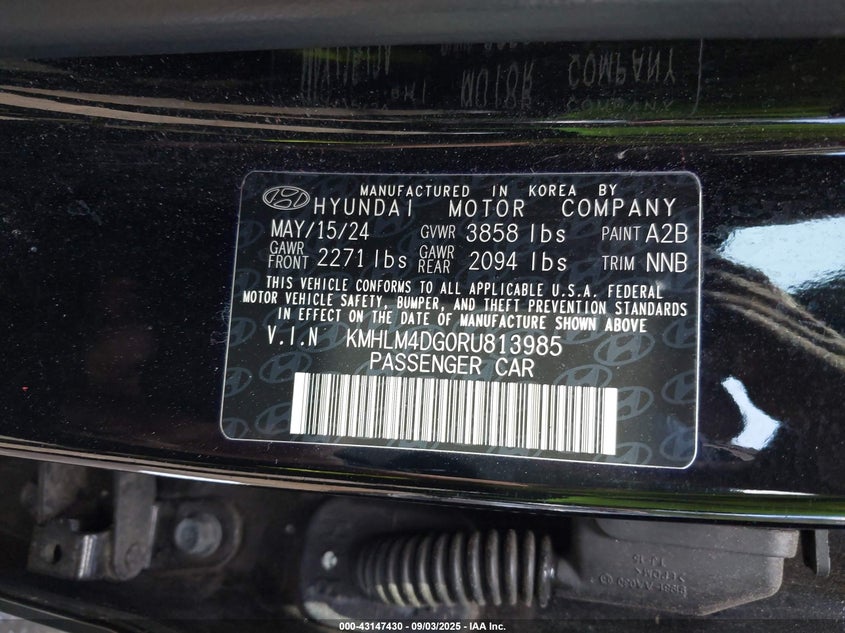 MANUFACTURED IN KOREA BY
HYUNDAI MOTOR COMPANY
MAY/15/24 GVWR 3858 lbs PAINT A2B
GAWR FRONT 2271 lbs GAWR REAR 2094 lbs TRIM NNB
THIS VEHICLE CONFORMS TO ALL APPLICABLE U.S.A. FEDERAL
MOTOR VEHICLE SAFETY, BUMPER, AND THEFT PREVENTION STANDARDS
IN EFFECT ON THE DATE OF MANUFACTURE SHOWN ABOVE
V.I.N KMHLM4DG0RU813985
PASSENGER CAR
000-43147430 - 09/03/2025 - IAA Inc.